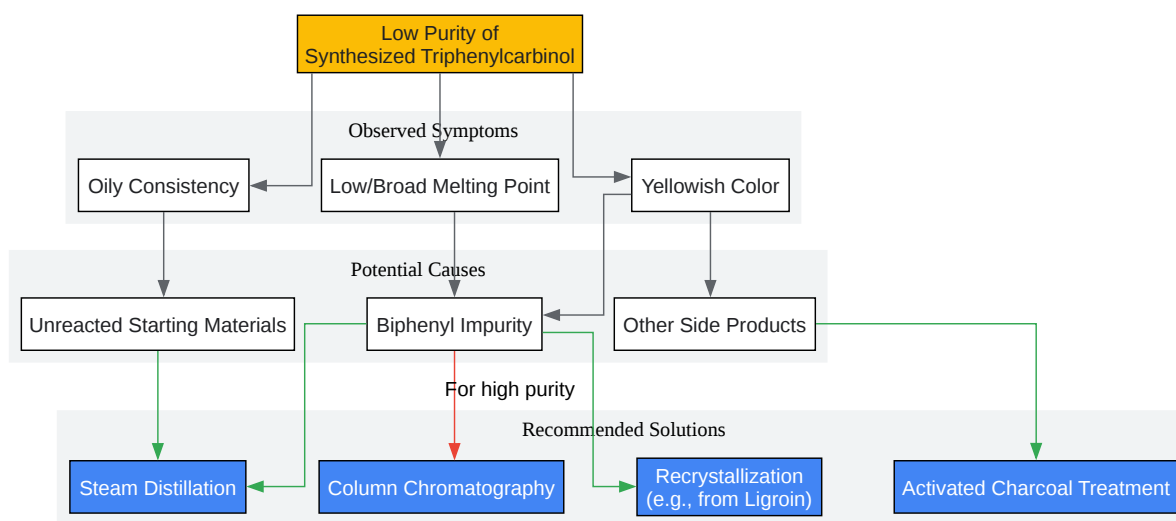 Low Purity of
Synthesized Triphenylcarbinol
Observed Symptoms
Oily Consistency
Low/Broad Melting Point
Yellowish Color
Potential Causes
Unreacted Starting Materials
Biphenyl Impurity
Other Side Products
For high purity
Recommended Solutions
Steam Distillation
Column Chromatography
Recrystallization
(e.g., from Ligroin)
Activated Charcoal Treatment